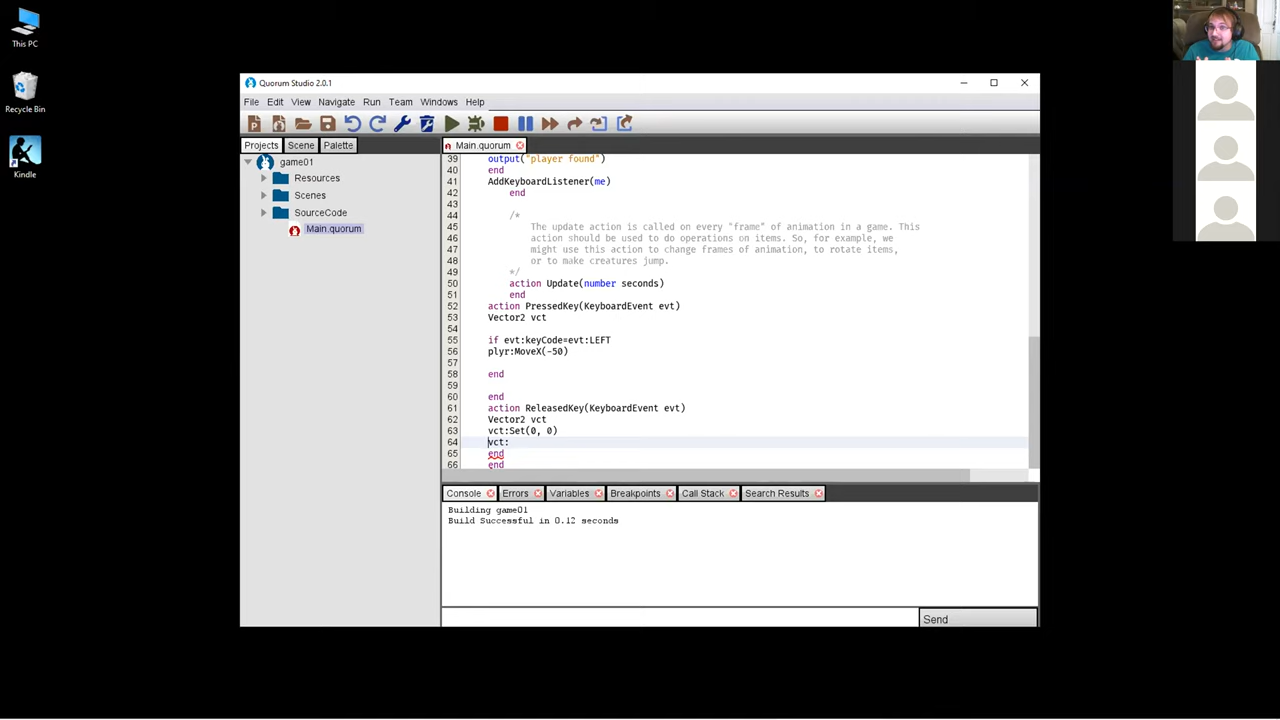 This PC
Recycle Bin
Kindle
Quorum Studio 2.0.1
File Edit View Navigate Run Team Windows Help
Projects Scene Palette
game01
Resources
Scenes
SourceCode
Main.quorum
Main.quorum
39 output("player found")
40 end
41 AddKeyboardListener(me)
42 end
43
44 /*
45 The update action is called on every "frame" of animation in a game. This
46 action should be used to do operations on items. So, for example, we
47 might use this action to change frames of animation, to rotate items,
48 or to make creatures jump.
49 */
50 action Update(number seconds)
51 end
52 action PressedKey(KeyboardEvent evt)
53 Vector2 vct
54
55 if evt:keyCode=evt:LEFT
56 plyr:MoveX(-50)
57
58 end
59
60 end
61 action ReleasedKey(KeyboardEvent evt)
62 Vector2 vct
63 vct:Set(0, 0)
64 vct:
65 end
66 end
Console Errors Variables Breakpoints Call Stack Search Results
Building game01
Build Successful in 0.12 seconds
Send